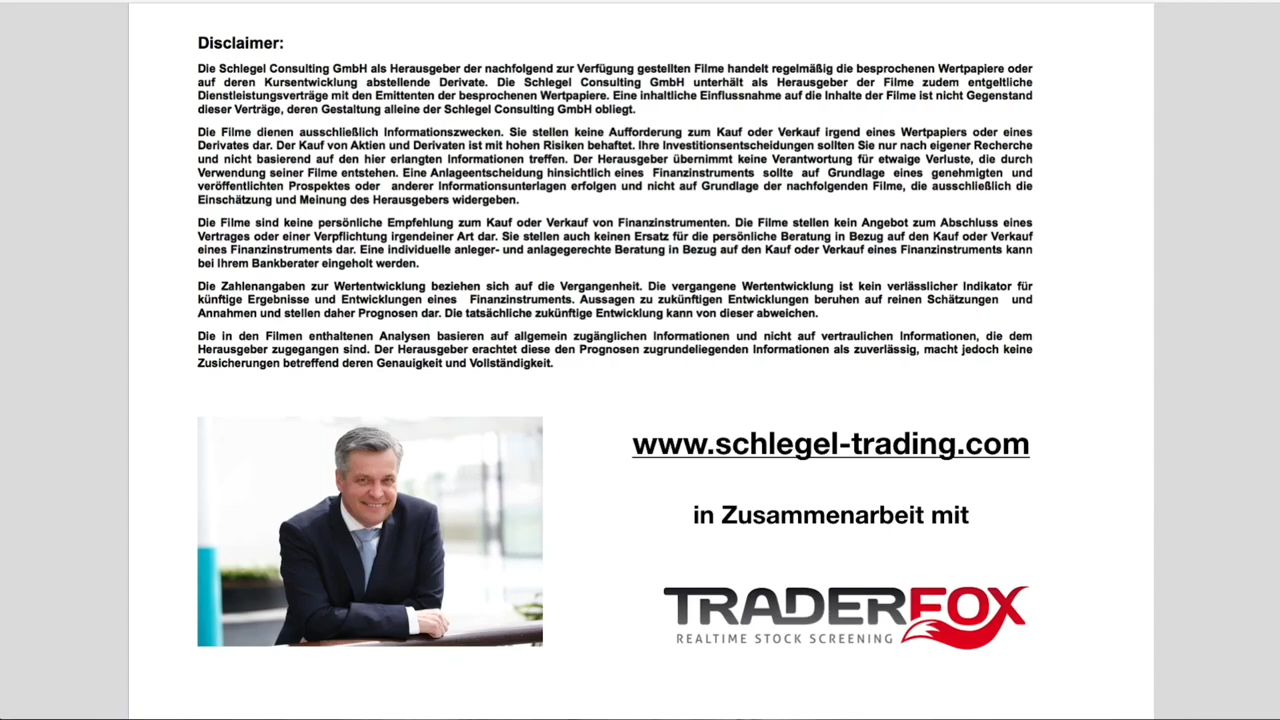 Disclaimer:
Die Schlegel Consulting GmbH als Herausgeber der nachfolgend zur Verfügung gestellten Filme handelt regelmäßig die besprochenen Wertpapiere oder
auf deren Kursentwicklung abstellende Derivate. Die Schlegel Consulting GmbH unterhält als Herausgeber der Filme zudem entgeltliche
Dienstleistungsverträge mit den Emittenten der besprochenen Wertpapiere. Eine inhaltliche Einflussnahme auf die Inhalte der Filme ist nicht Gegenstand
dieser Verträge, deren Gestaltung alleine der Schlegel Consulting GmbH obliegt.
Die Filme dienen ausschließlich Informationszwecken. Sie stellen keine Aufforderung zum Kauf oder Verkauf irgend eines Wertpapiers oder eines
Derivates dar. Der Kauf von Aktien und Derivaten ist mit hohen Risiken behaftet. Ihre Investitionsentscheidungen sollten Sie nur nach eigener Recherche
und nicht basierend auf den hier erlangten Informationen treffen. Der Herausgeber übernimmt keine Verantwortung für etwaige Verluste, die durch
Verwendung seiner Filme entstehen. Eine Anlageentscheidung hinsichtlich eines Finanzinstruments sollte auf Grundlage eines genehmigten und
veröffentlichten Prospektes oder anderer Informationsunterlagen erfolgen und nicht auf Grundlage der nachfolgenden Filme, die ausschließlich die
Einschätzung und Meinung des Herausgebers widergeben.
Die Filme sind keine persönliche Empfehlung zum Kauf oder Verkauf von Finanzinstrumenten. Die Filme stellen kein Angebot zum Abschluss eines
Vertrages oder einer Verpflichtung irgendeiner Art dar. Sie stellen auch keinen Ersatz für die persönliche Beratung in Bezug auf den Kauf oder Verkauf
eines Finanzinstruments dar. Eine individuelle anleger- und anlagegerechte Beratung in Bezug auf den Kauf oder Verkauf eines Finanzinstruments kann
bei Ihrem Bankberater eingeholt werden.
Die Zahlenangaben zur Wertentwicklung beziehen sich auf die Vergangenheit. Die vergangene Wertentwicklung ist kein verlässlicher Indikator für
künftige Ergebnisse und Entwicklungen eines Finanzinstruments. Aussagen zu zukünftigen Entwicklungen beruhen auf reinen Schätzungen und
Annahmen und stellen daher Prognosen dar. Die tatsächliche zukünftige Entwicklung kann von dieser abweichen.
Die in den Filmen enthaltenen Analysen basieren auf allgemein zugänglichen Informationen und nicht auf vertraulichen Informationen, die dem
Herausgeber zugegangen sind. Der Herausgeber erachtet diese den Prognosen zugrundeliegenden Informationen als zuverlässig, macht jedoch keine
Zusicherungen betreffend deren Genauigkeit und Vollständigkeit.
www.schlegel-trading.com
in Zusammenarbeit mit
TRADERFOX
REALTIME STOCK SCREENING